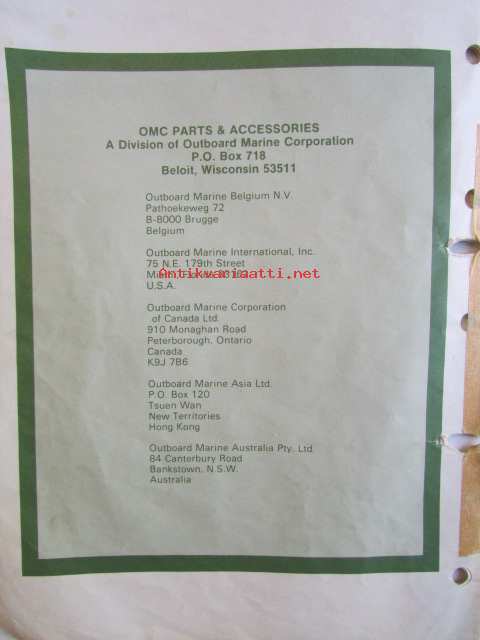 OMC PARTS & ACCESSORIES
A Division of Outboard Marine Corporation
P.O. Box 718
Beloit, Wisconsin 53511
Outboard Marine Belgium N.V.
Pathoekeweg 72
B-8000 Brugge
Belgium
Outboard Marine International, Inc.
75 N.E. 179th Street
Antikvariaatti.net
U.S.A.
Outboard Marine Corporation
of Canada Ltd.
910 Monaghan Road
Peterborough, Ontario
Canada
K9J 7B6
Outboard Marine Asia Ltd.
P.O. Box 120
Tsuen Wan
New Territories
Hong Kong
Outboard Marine Australia Pty. Ltd.
84 Canterbury Road
Bankstown, N.S.W.
Australia